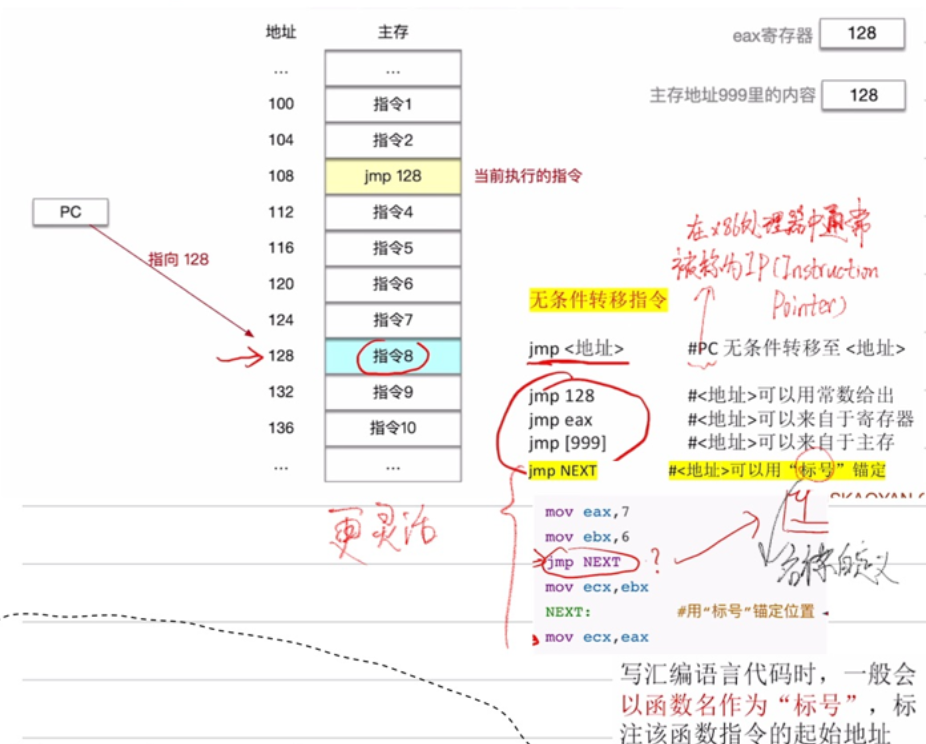 地址 主存
eax寄存器 128
... ...
主存地址999里的内容 128
100 指令1
104 指令2
108 jmp 128 当前执行的指令
PC
112 指令4
116 指令5
指向 128
120 指令6
124 指令7
128 指令8
132 指令9
136 指令10
... ...
在x86处理器中通常
被称为IP(Instruction
Pointer)
无条件转移指令
jmp <地址> #PC 无条件转移至 <地址>
jmp 128 #<地址>可以用常数给出
jmp eax #<地址>可以来自于寄存器
jmp [999] #<地址>可以来自于主存
jmp NEXT #<地址>可以用“标号”锚定
更灵活
mov eax,7
mov ebx,6
jmp NEXT ?
mov ecx,ebx
NEXT: #用“标号”锚定位置
mov ecx,eax
名称自定义
写汇编语言代码时，一般会
以函数名作为“标号”，标
注该函数指令的起始地址